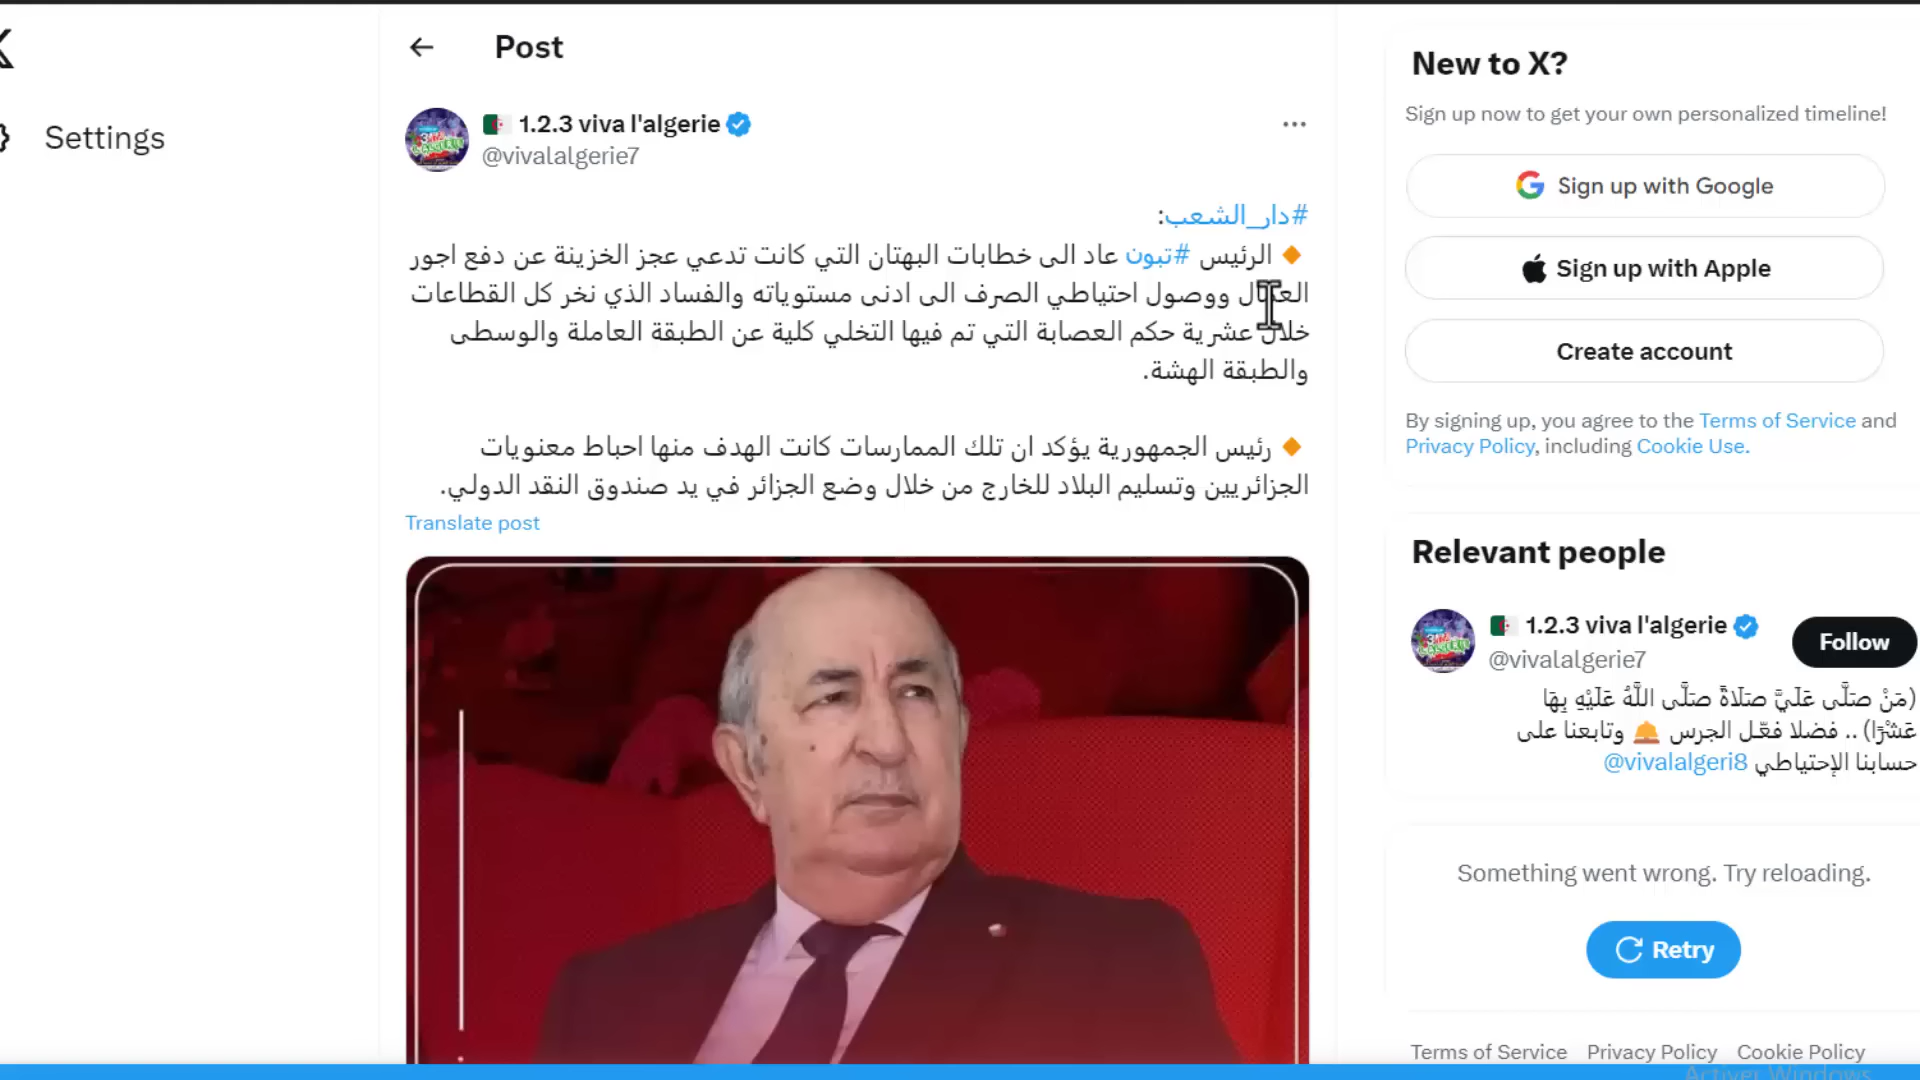 Settings
Post
1.2.3 viva l'algerie
@vivalalgerie7
#دار_الشعب:
الرئيس #تبون عاد الى خطابات البهتان التي كانت تدعي عجز الخزينة عن دفع اجور
العمال ووصول احتياطي الصرف الى ادنى مستوياته والفساد الذي نخر كل القطاعات
خلال عشرية حكم العصابة التي تم فيها التخلي كلية عن الطبقة العاملة والوسطى
والطبقة الهشة.
رئيس الجمهورية يؤكد ان تلك الممارسات كانت الهدف منها احباط معنويات
الجزائريين وتسليم البلاد للخارج من خلال وضع الجزائر في يد صندوق النقد الدولي.
Translate post
New to X?
Sign up now to get your own personalized timeline!
Sign up with Google
Sign up with Apple
Create account
By signing up, you agree to the Terms of Service and
Privacy Policy, including Cookie Use.
Relevant people
1.2.3 viva l'algerie
@vivalalgerie7
Follow
(مَنْ صَلَّى عَلَيَّ صَلَاةً صَلَّى اللَّهُ عَلَيْهِ بِهَا
عَشْرًا) .. فضلا فعّل الجرس 🛎 وتابعنا على
حسابنا الإحتياطي @vivalalgeri8
Something went wrong. Try reloading.
Retry
Terms of Service Privacy Policy Cookie Policy
Activer Windows